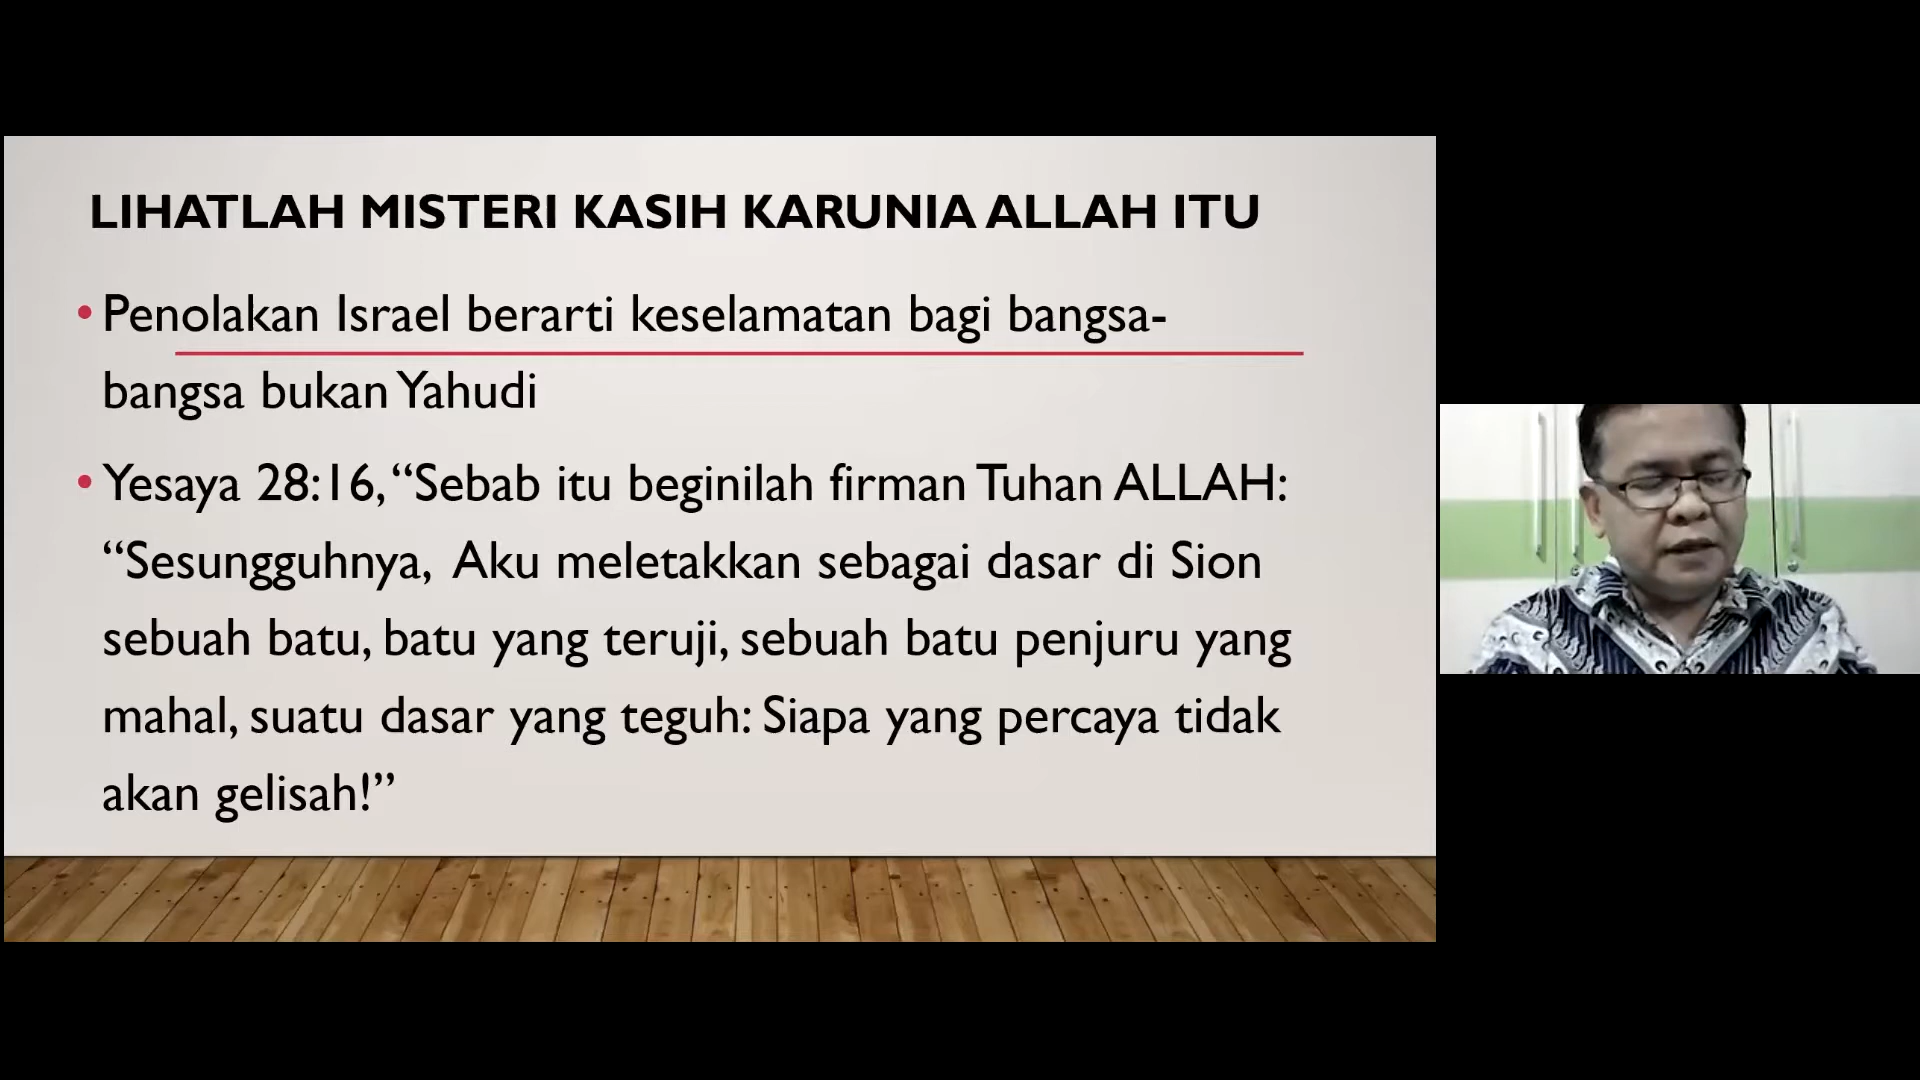 LIHATLAH MISTERI KASIH KARUNIA ALLAH ITU
• Penolakan Israel berarti keselamatan bagi bangsa-
bangsa bukan Yahudi
• Yesaya 28:16, “Sebab itu beginilah firman Tuhan ALLAH:
“Sesungguhnya, Aku meletakkan sebagai dasar di Sion
sebuah batu, batu yang teruji, sebuah batu penjuru yang
mahal, suatu dasar yang teguh: Siapa yang percaya tidak
akan gelisah!”